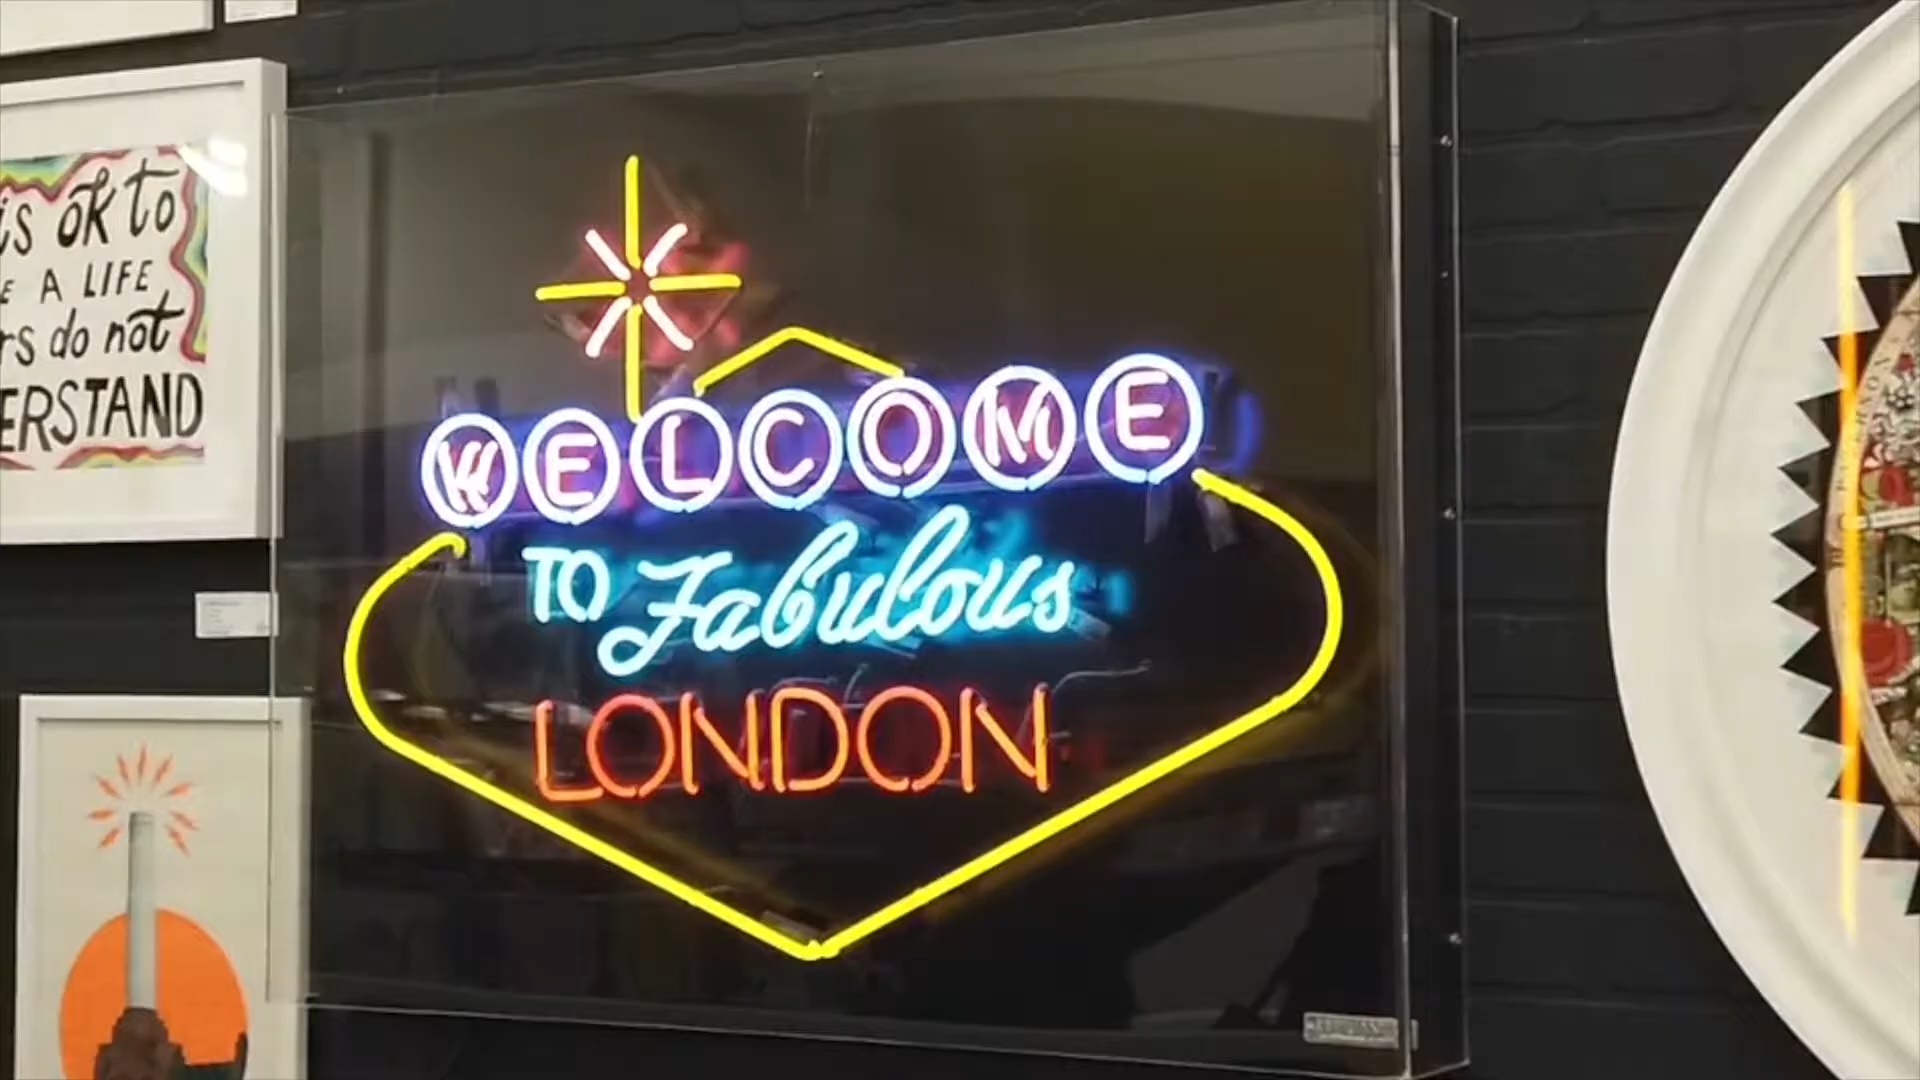 is OK to
A LIFE
do not
ERSTAND
WELCOME
TO Fabulous
LONDON